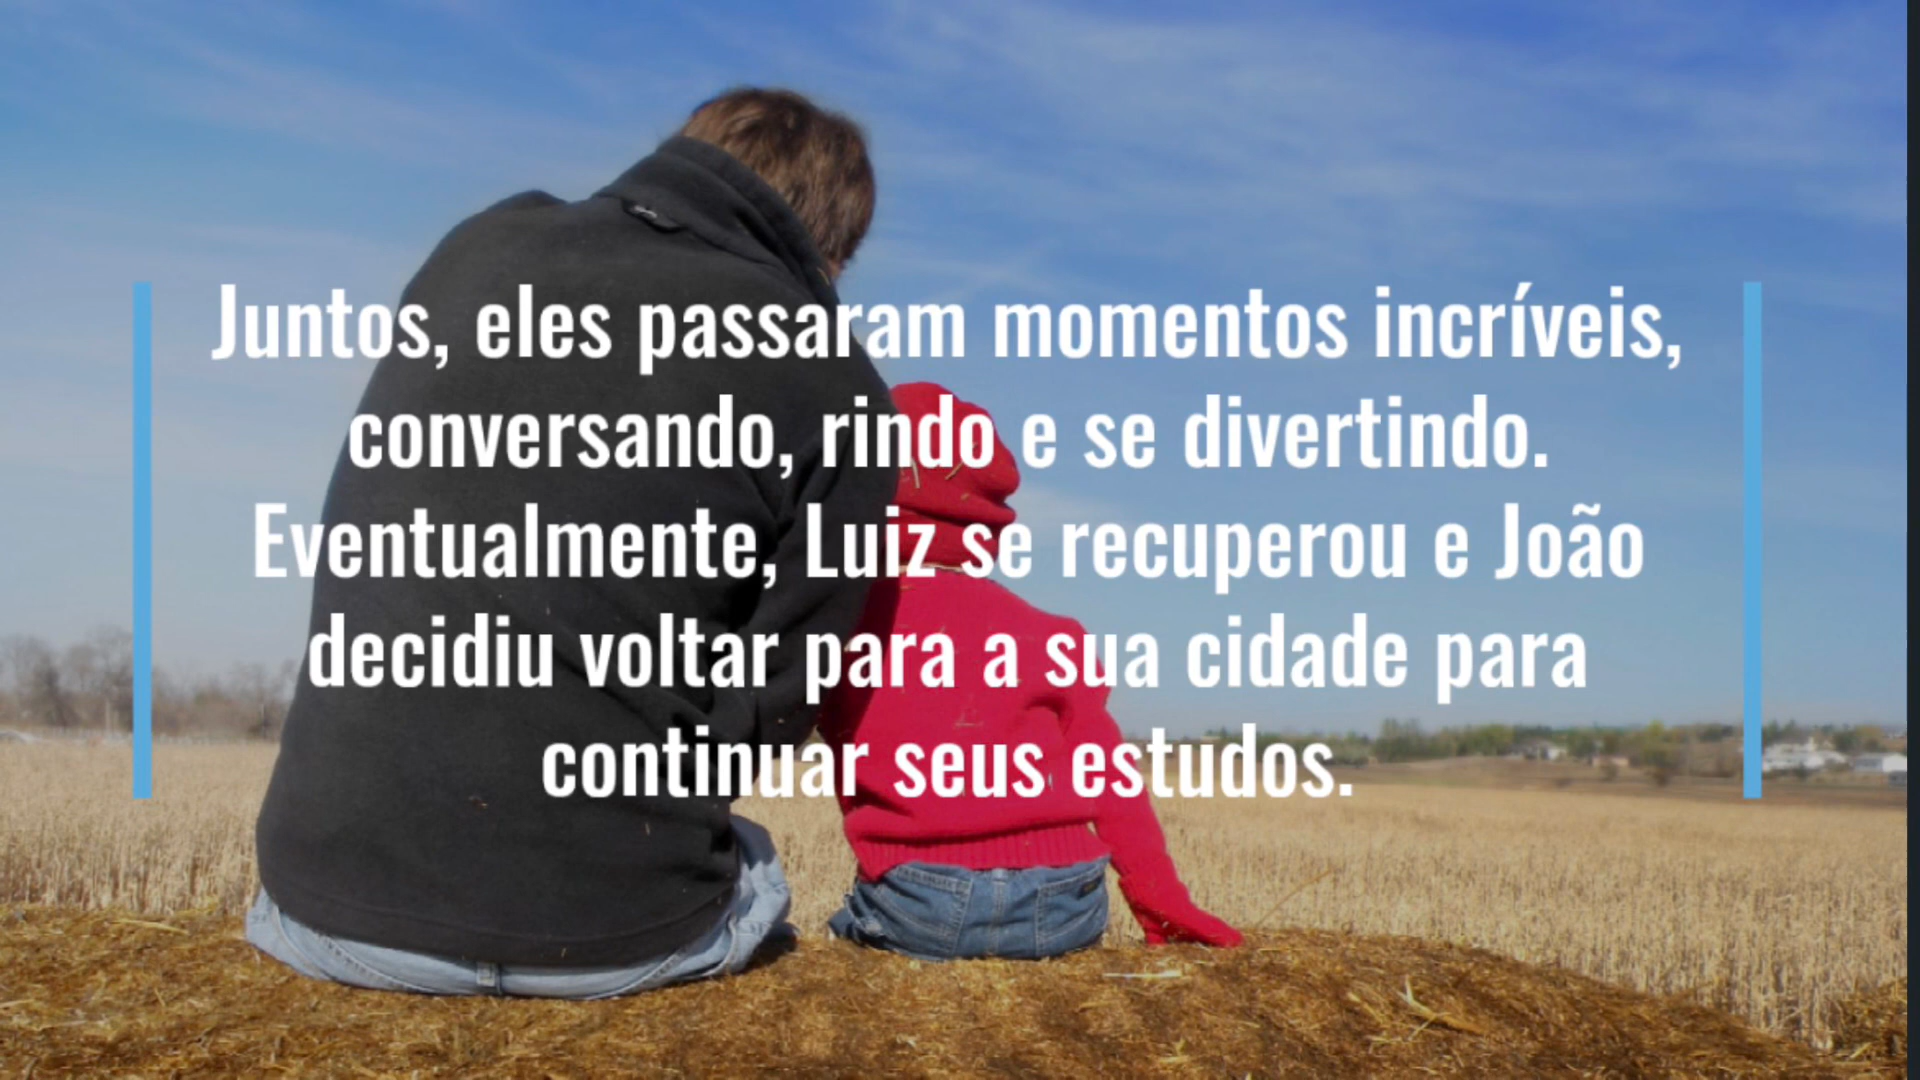 Juntos, eles passaram momentos incríveis,
conversando, rindo e se divertindo.
Eventualmente, Luiz se recuperou e João
decidiu voltar para a sua cidade para
continuar seus estudos.